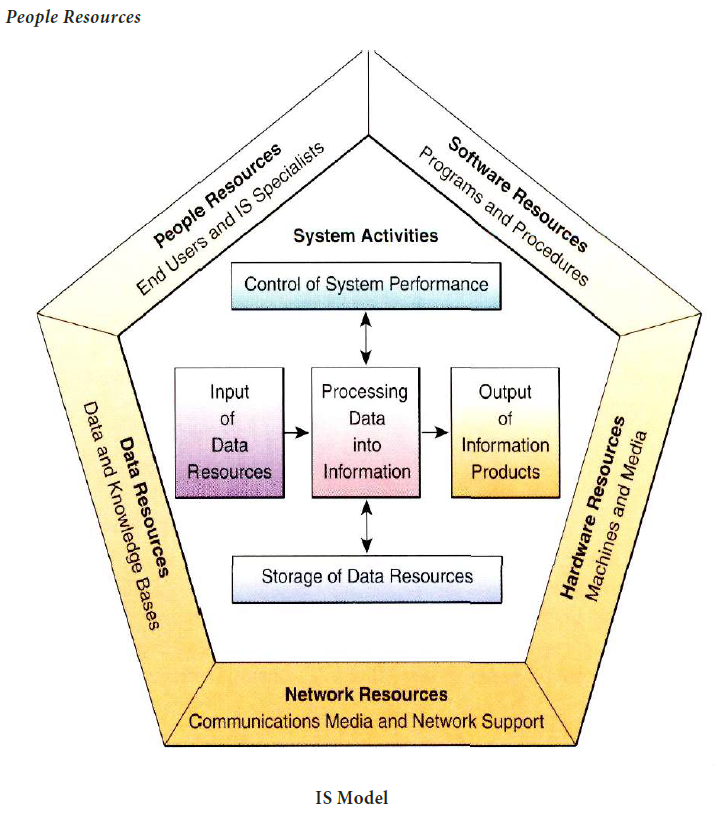 People Resources
People Resources
End Users and IS Specialists
Software Resources
Programs and Procedures
System Activities
Control of System Performance
Input
of
Data
Resources
Processing
Data
into
Information
Output
of
Information
Products
Storage of Data Resources
Data Resources
Data and Knowledge Bases
Hardware Resources
Machines and Media
Network Resources
Communications Media and Network Support
IS Model